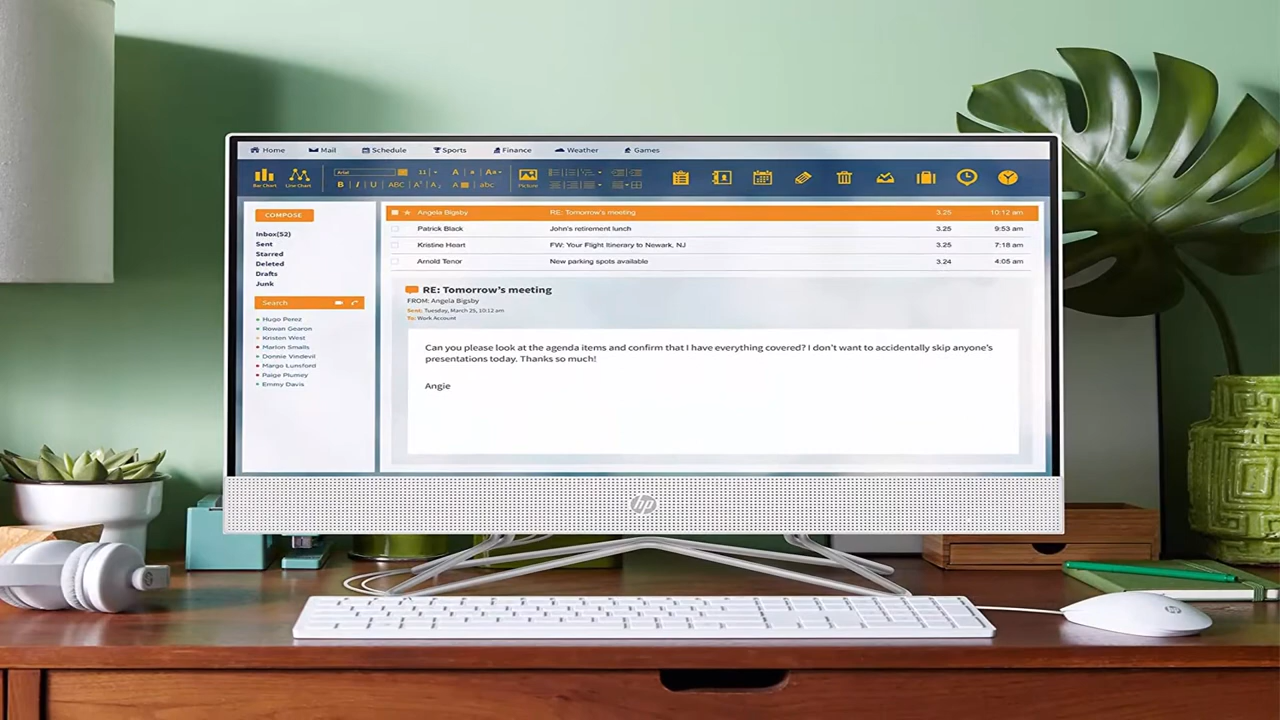 Home Mail Schedule Sports Finance Weather Games
Bar Chart Line Chart Arial 11 Picture
B I U ABC abc
COMPOSE
Inbox(52)
Sent
Starred
Deleted
Drafts
Junk
Search
Hugo Perez
Rowan Gearon
Kristen West
Marlon Smalls
Donnie Vindevil
Margo Lunsford
Paige Plumey
Emmy Davis
Angela Bigsby RE: Tomorrow's meeting 3.25 10:12 am
Patrick Black John's retirement lunch 3.25 9:53 am
Kristine Heart FW: Your Flight Itinerary to Newark, NJ 3.25 7:18 am
Arnold Tenor New parking spots available 3.24 4:05 am
RE: Tomorrow's meeting
FROM: Angela Bigsby
Sent: Tuesday, March 25, 10:12 am
To: Work Account
Can you please look at the agenda items and confirm that I have everything covered? I don't want to accidentally skip anyone's
presentations today. Thanks so much!
Angie
hp